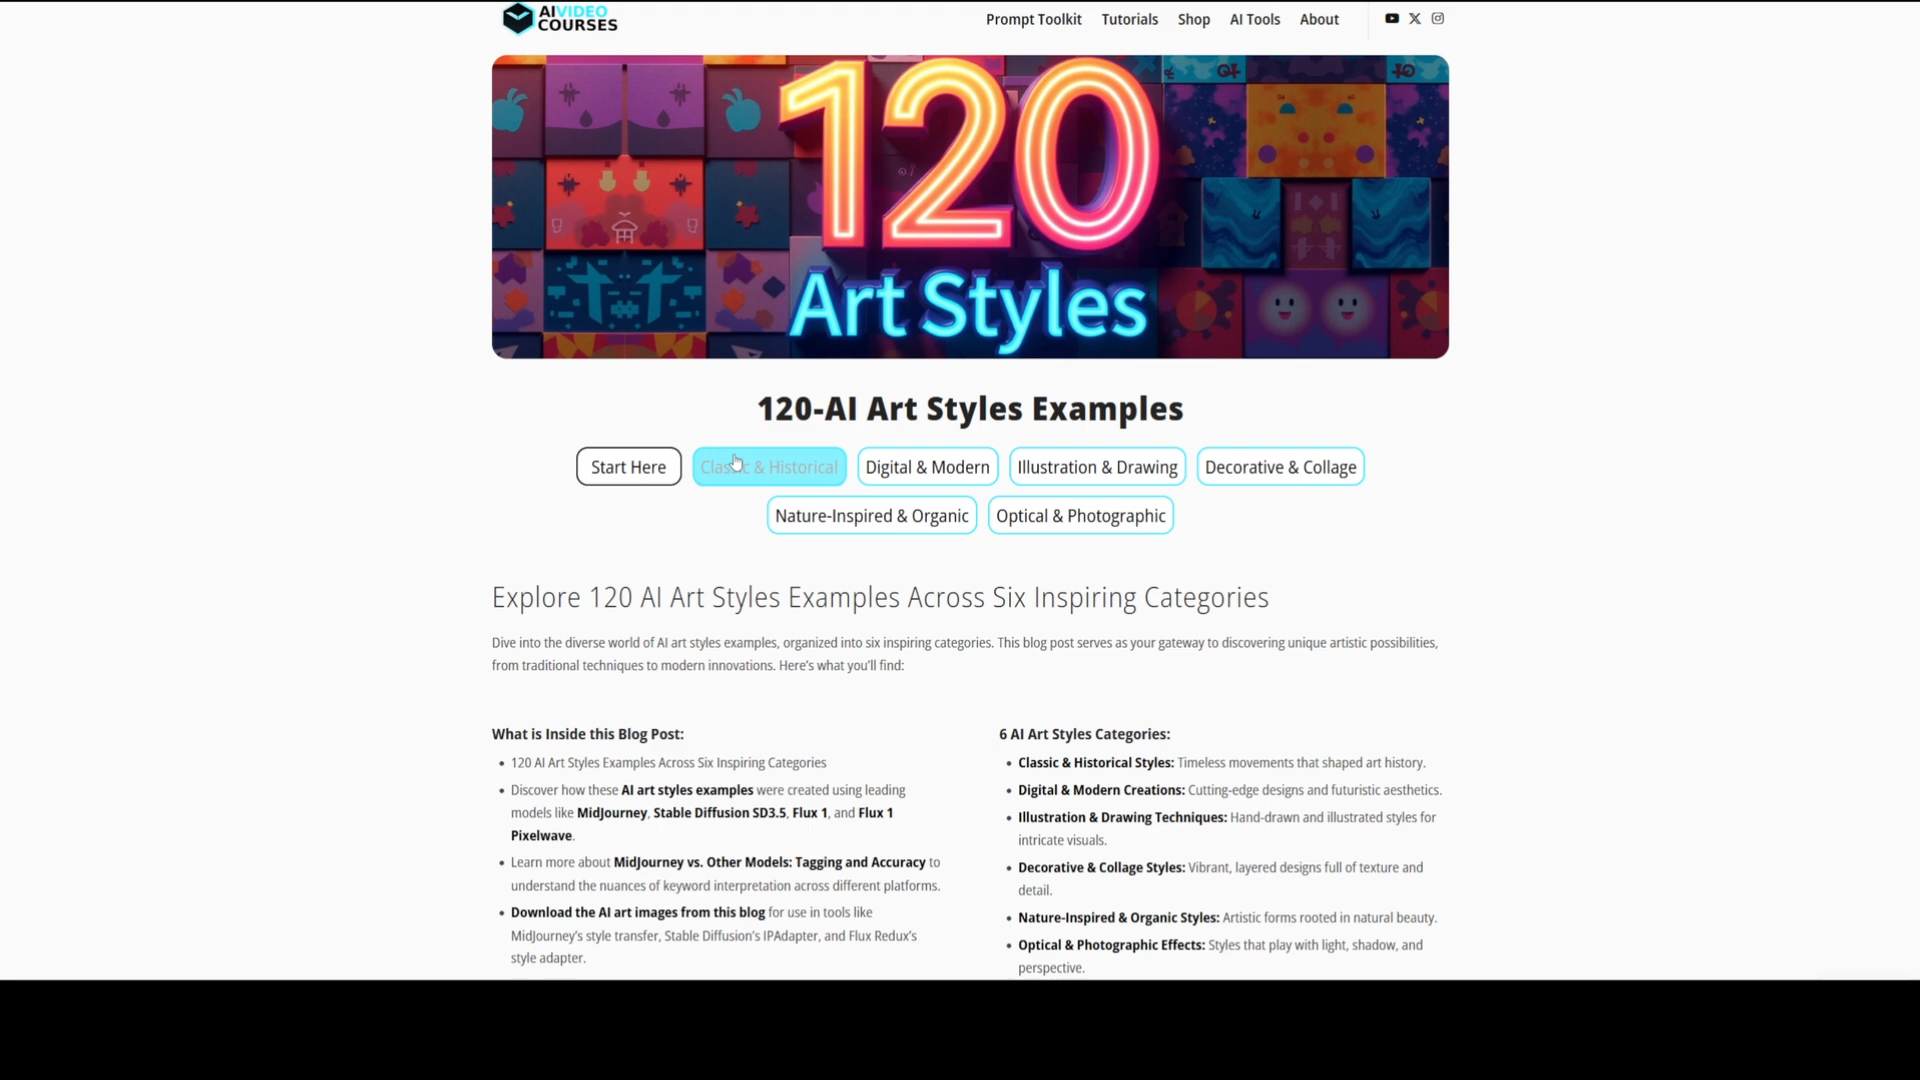 AIVIDEO
COURSES
Prompt Toolkit Tutorials Shop AI Tools About
120
Art Styles
120-AI Art Styles Examples
Start Here Classic & Historical Digital & Modern Illustration & Drawing Decorative & Collage
Nature-Inspired & Organic Optical & Photographic
Explore 120 AI Art Styles Examples Across Six Inspiring Categories
Dive into the diverse world of AI art styles examples, organized into six inspiring categories. This blog post serves as your gateway to discovering unique artistic possibilities,
from traditional techniques to modern innovations. Here's what you'll find:
What is Inside this Blog Post:
• 120 AI Art Styles Examples Across Six Inspiring Categories
• Discover how these AI art styles examples were created using leading
models like MidJourney, Stable Diffusion SD3.5, Flux 1, and Flux 1
Pixelwave.
• Learn more about MidJourney vs. Other Models: Tagging and Accuracy to
understand the nuances of keyword interpretation across different platforms.
• Download the AI art images from this blog for use in tools like
MidJourney's style transfer, Stable Diffusion's IPAdapter, and Flux Redux's
style adapter.
6 AI Art Styles Categories:
• Classic & Historical Styles: Timeless movements that shaped art history.
• Digital & Modern Creations: Cutting-edge designs and futuristic aesthetics.
• Illustration & Drawing Techniques: Hand-drawn and illustrated styles for
intricate visuals.
• Decorative & Collage Styles: Vibrant, layered designs full of texture and
detail.
• Nature-Inspired & Organic Styles: Artistic forms rooted in natural beauty.
• Optical & Photographic Effects: Styles that play with light, shadow, and
perspective.